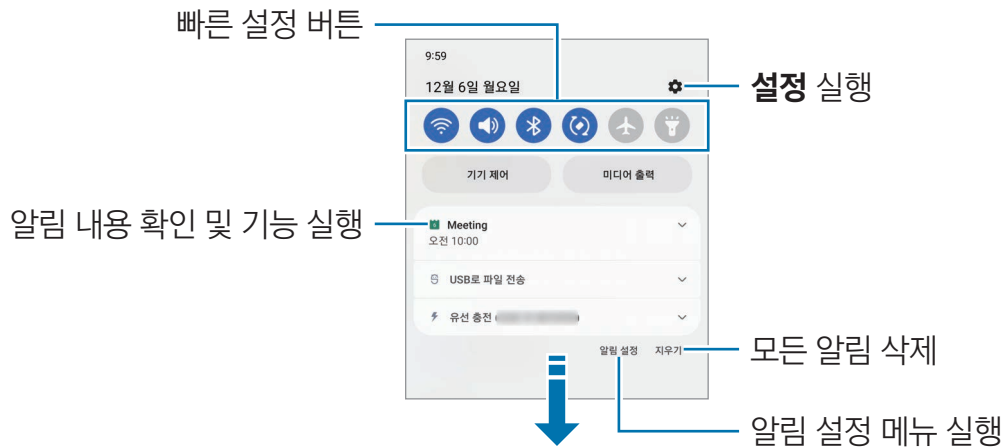 빠른 설정 버튼
9:59
12월 6일 월요일
설정 실행
기기 제어
미디어 출력
알림 내용 확인 및 기능 실행
Meeting
오전 10:00
USB로 파일 전송
유선 충전
알림 설정
지우기
모든 알림 삭제
알림 설정 메뉴 실행